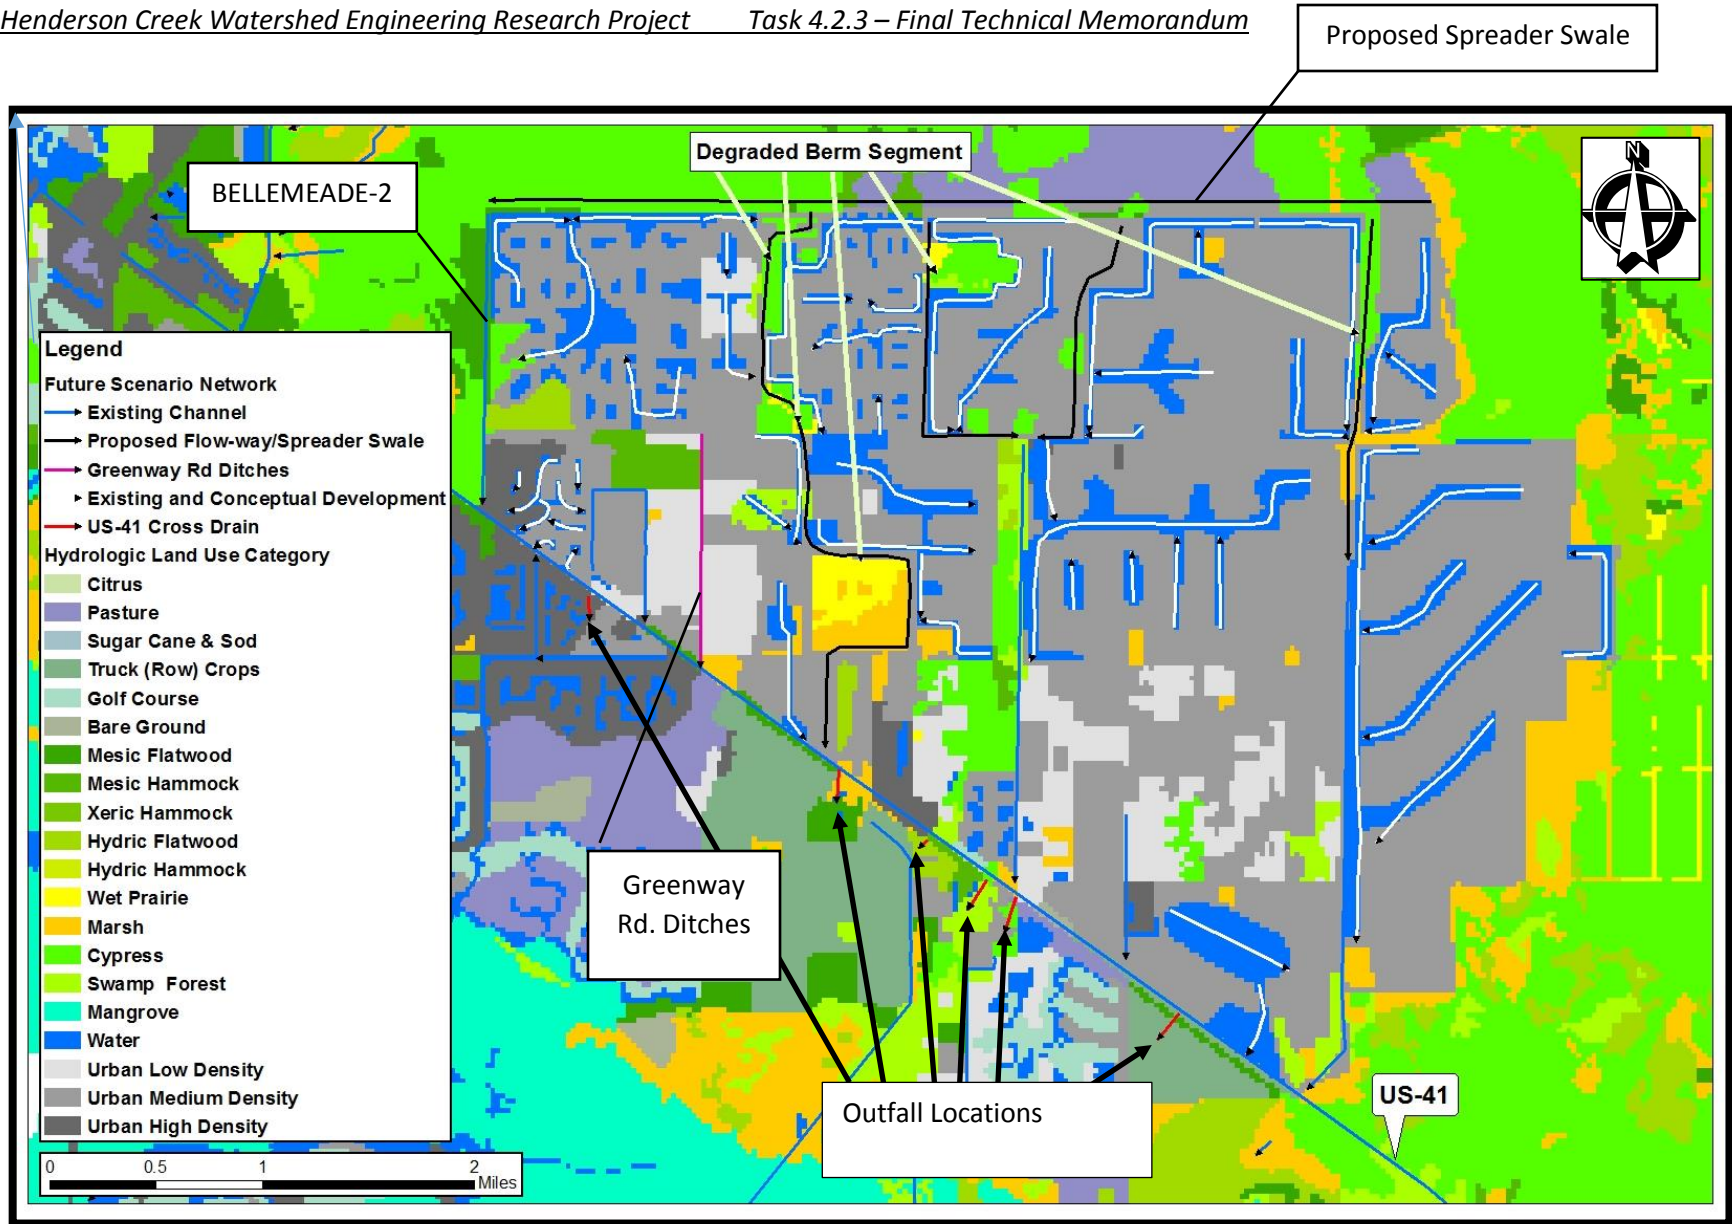 Henderson Creek Watershed Engineering Research Project Task 4.2.3 – Final Technical Memorandum
Proposed Spreader Swale
Degraded Berm Segment
N
BELLEMEADE-2
Legend
Future Scenario Network
Existing Channel
Proposed Flow-way/Spreader Swale
Greenway Rd Ditches
Existing and Conceptual Development
US-41 Cross Drain
Hydrologic Land Use Category
Citrus
Pasture
Sugar Cane & Sod
Truck (Row) Crops
Golf Course
Bare Ground
Mesic Flatwood
Mesic Hammock
Xeric Hammock
Hydric Flatwood
Hydric Hammock
Wet Prairie
Marsh
Cypress
Swamp Forest
Mangrove
Water
Urban Low Density
Urban Medium Density
Urban High Density
Greenway
Rd. Ditches
Outfall Locations
US-41
0 0.5 1 2
Miles